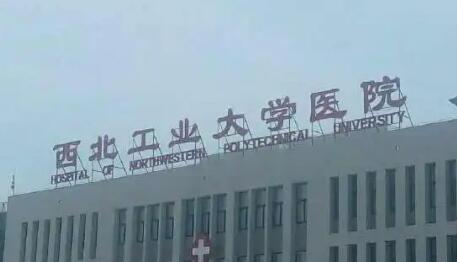 西北工业大学医院
HOSPITAL OF NORTHWESTERN POLYTECHNICAL UNIVERSITY